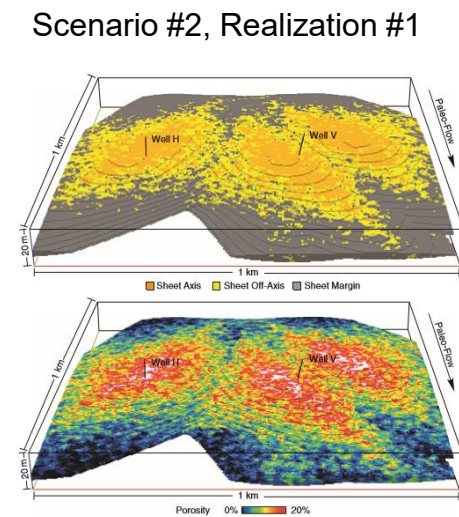 Scenario #2, Realization #1
Paleo-Flow
1 km
Well H
Well V
20 m
1 km
Sheet Axis Sheet Off-Axis Sheet Margin
Paleo-Flow
1 km
Well H
Well V
20 m
1 km
Porosity 0% 20%